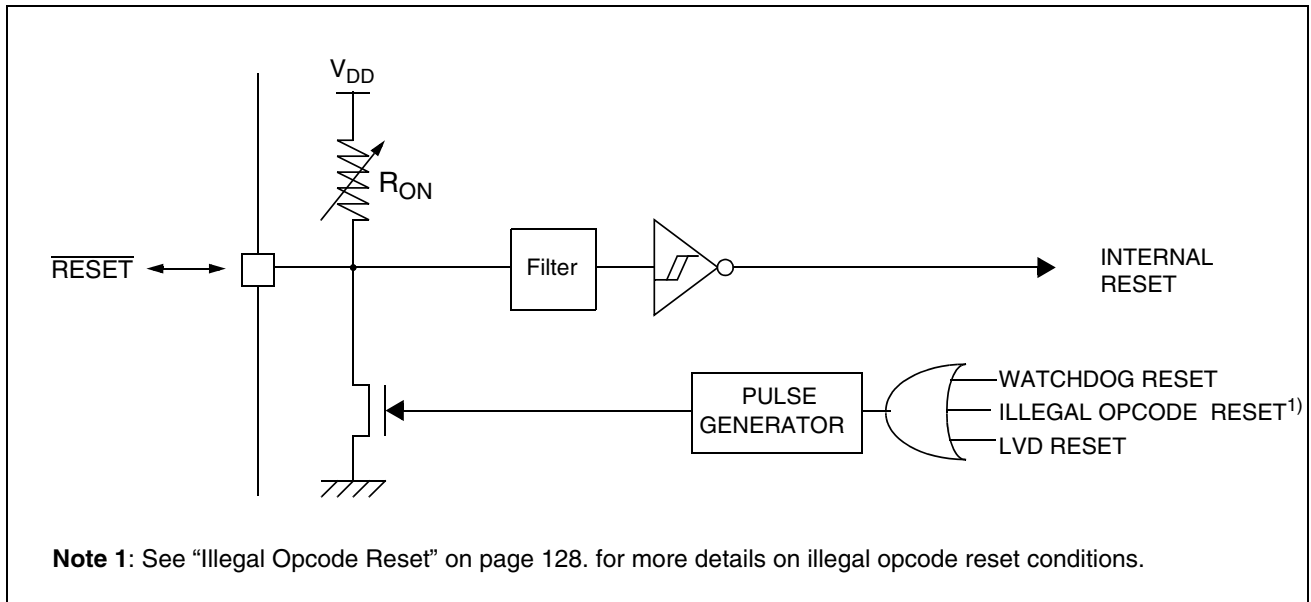 VDD
RON
RESET
Filter
INTERNAL
RESET
PULSE
GENERATOR
WATCHDOG RESET
ILLEGAL OPCODE RESET1)
LVD RESET
Note 1: See “Illegal Opcode Reset” on page 128. for more details on illegal opcode reset conditions.